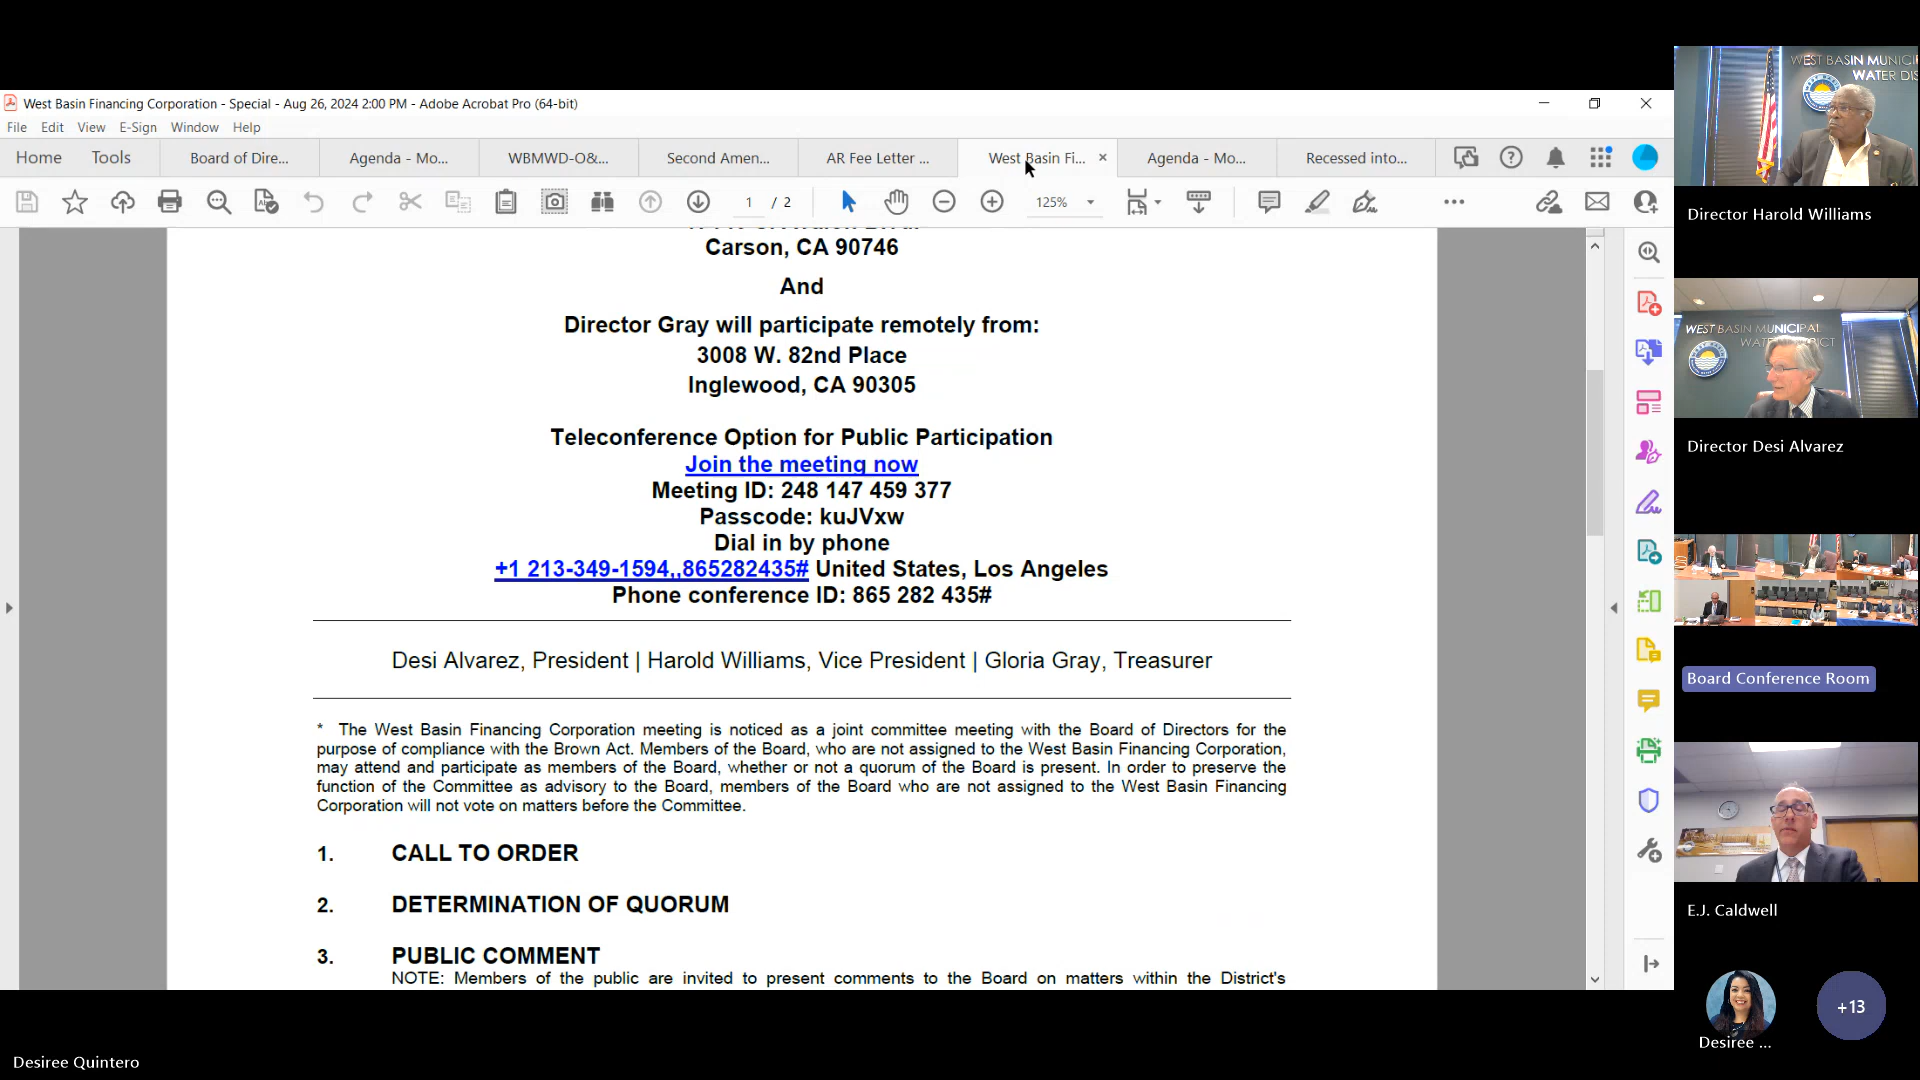 West Basin Financing Corporation - Special - Aug 26, 2024 2:00 PM - Adobe Acrobat Pro (64-bit)
File Edit View E-Sign Window Help
Home Tools Board of Dire... Agenda - Mo... WBMWD-O&... Second Amen... AR Fee Letter ... West Basin Fi... Agenda - Mo... Recessed into...
1 / 2 125%
Carson, CA 90746
And
Director Gray will participate remotely from:
3008 W. 82nd Place
Inglewood, CA 90305
Teleconference Option for Public Participation
Join the meeting now
Meeting ID: 248 147 459 377
Passcode: kuJVxw
Dial in by phone
+1 213-349-1594,,865282435# United States, Los Angeles
Phone conference ID: 865 282 435#
Desi Alvarez, President | Harold Williams, Vice President | Gloria Gray, Treasurer
* The West Basin Financing Corporation meeting is noticed as a joint committee meeting with the Board of Directors for the
purpose of compliance with the Brown Act. Members of the Board, who are not assigned to the West Basin Financing Corporation,
may attend and participate as members of the Board, whether or not a quorum of the Board is present. In order to preserve the
function of the Committee as advisory to the Board, members of the Board who are not assigned to the West Basin Financing
Corporation will not vote on matters before the Committee.
1. CALL TO ORDER
2. DETERMINATION OF QUORUM
3. PUBLIC COMMENT
NOTE: Members of the public are invited to present comments to the Board on matters within the District's
WEST BASIN MUNICI
WATER DIS
Director Harold Williams
WEST BASIN MUNICIPAL
WATER DISTRICT
Director Desi Alvarez
Board Conference Room
E.J. Caldwell
+13
Desiree ...
Desiree Quintero